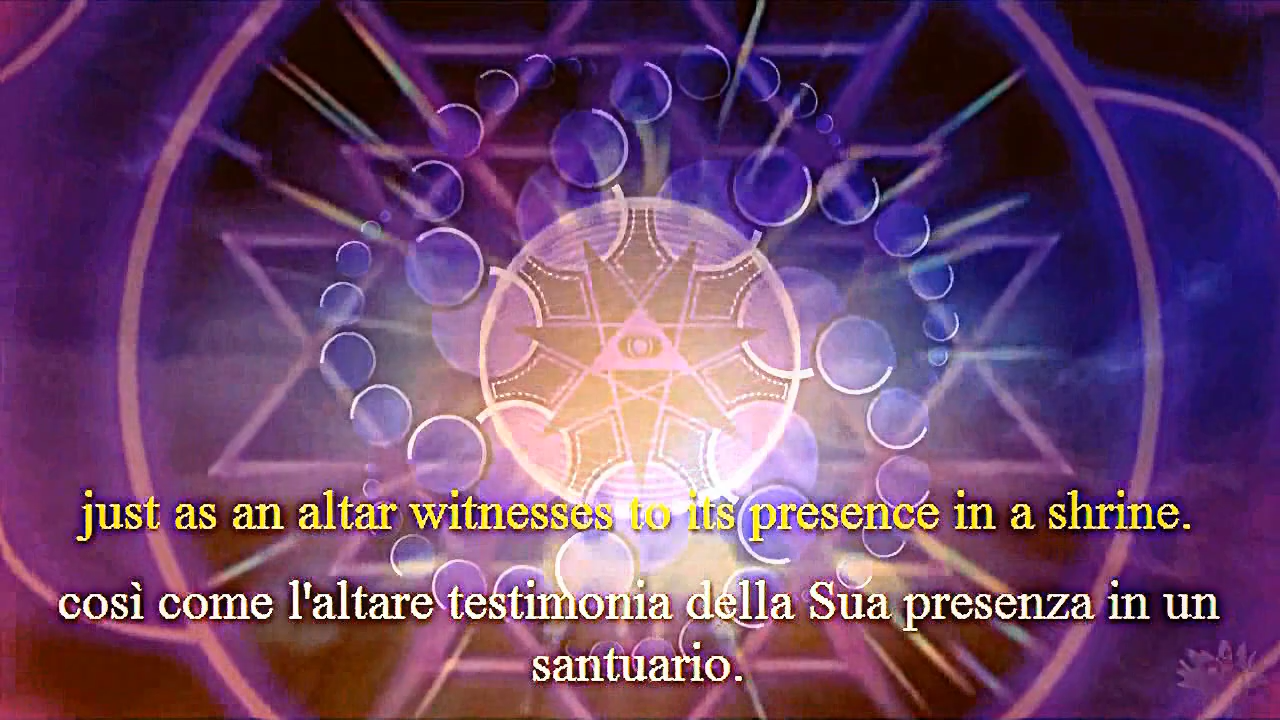 just as an altar witnesses to its presence in a shrine.
così come l'altare testimonia della Sua presenza in un
santuario.